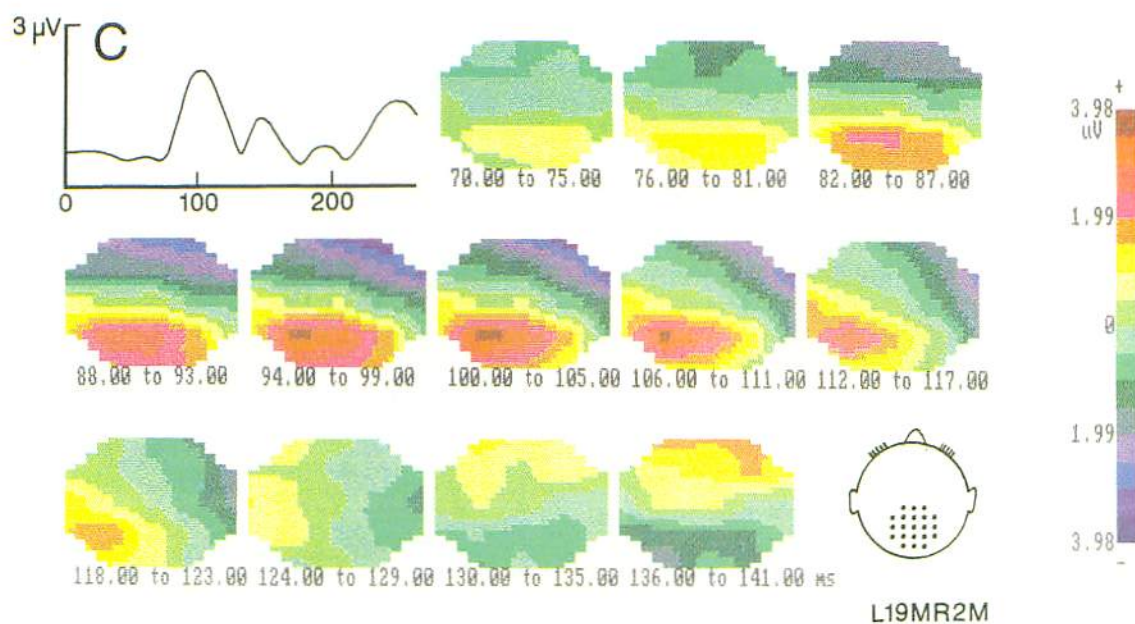 3 µV C
0 100 200
70.00 to 75.00 76.00 to 81.00 82.00 to 87.00
88.00 to 93.00 94.00 to 99.00 100.00 to 105.00 106.00 to 111.00 112.00 to 117.00
118.00 to 123.00 124.00 to 129.00 130.00 to 135.00 136.00 to 141.00 ms
+
3.98
uV
1.99
0
1.99
3.98
-
L19MR2M